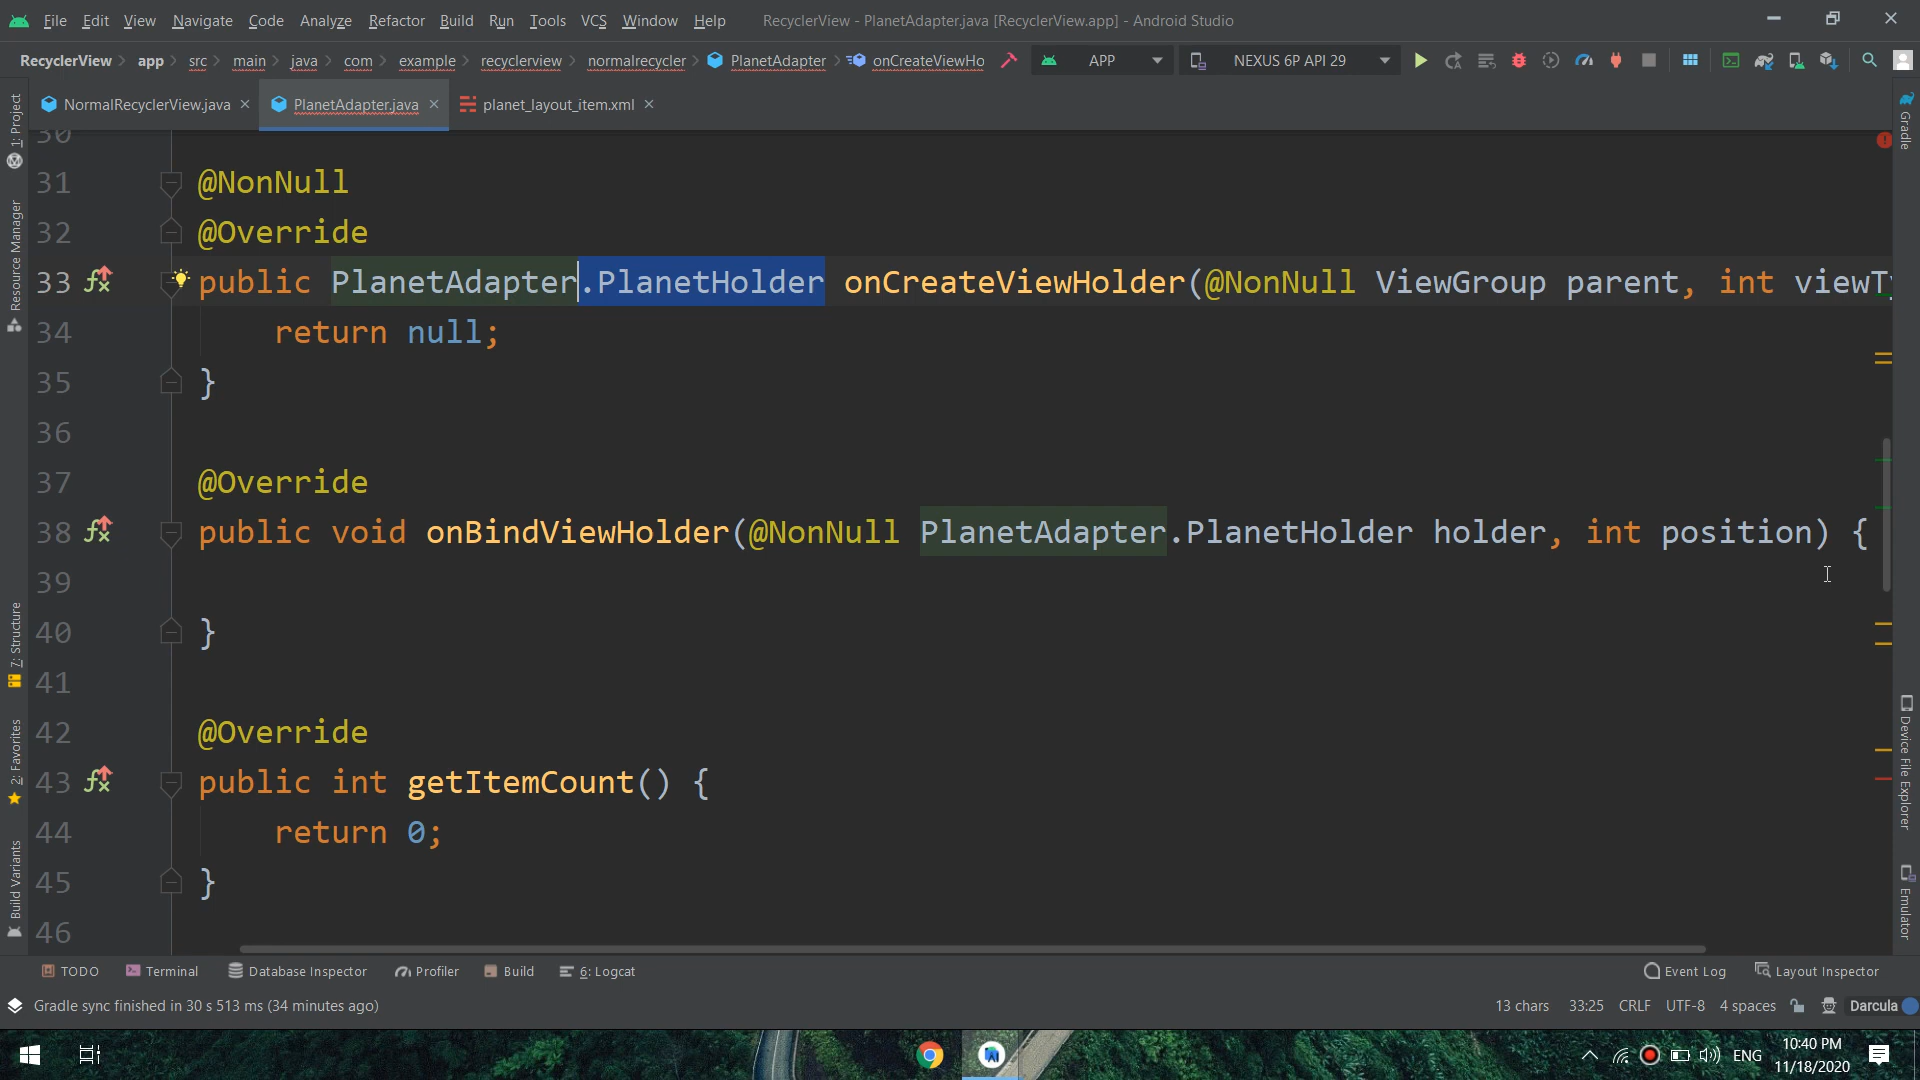 File Edit View Navigate Code Analyze Refactor Build Run Tools VCS Window Help RecyclerView - PlanetAdapter.java [RecyclerView.app] - Android Studio
RecyclerView app src main java com example recyclerview normalrecycler PlanetAdapter onCreateViewHo APP NEXUS 6P API 29
NormalRecyclerView.java PlanetAdapter.java planet_layout_item.xml
1: Project
Resource Manager
7: Structure
2: Favorites
Build Variants
30
31 @NonNull
32 @Override
33 public PlanetAdapter.PlanetHolder onCreateViewHolder(@NonNull ViewGroup parent, int viewTy
34 return null;
35 }
36
37 @Override
38 public void onBindViewHolder(@NonNull PlanetAdapter.PlanetHolder holder, int position) {
39
40 }
41
42 @Override
43 public int getItemCount() {
44 return 0;
45 }
46
Gradle
Device File Explorer
Emulator
TODO Terminal Database Inspector Profiler Build 6: Logcat Event Log Layout Inspector
Gradle sync finished in 30 s 513 ms (34 minutes ago) 13 chars 33:25 CRLF UTF-8 4 spaces Darcula
ENG 10:40 PM
11/18/2020